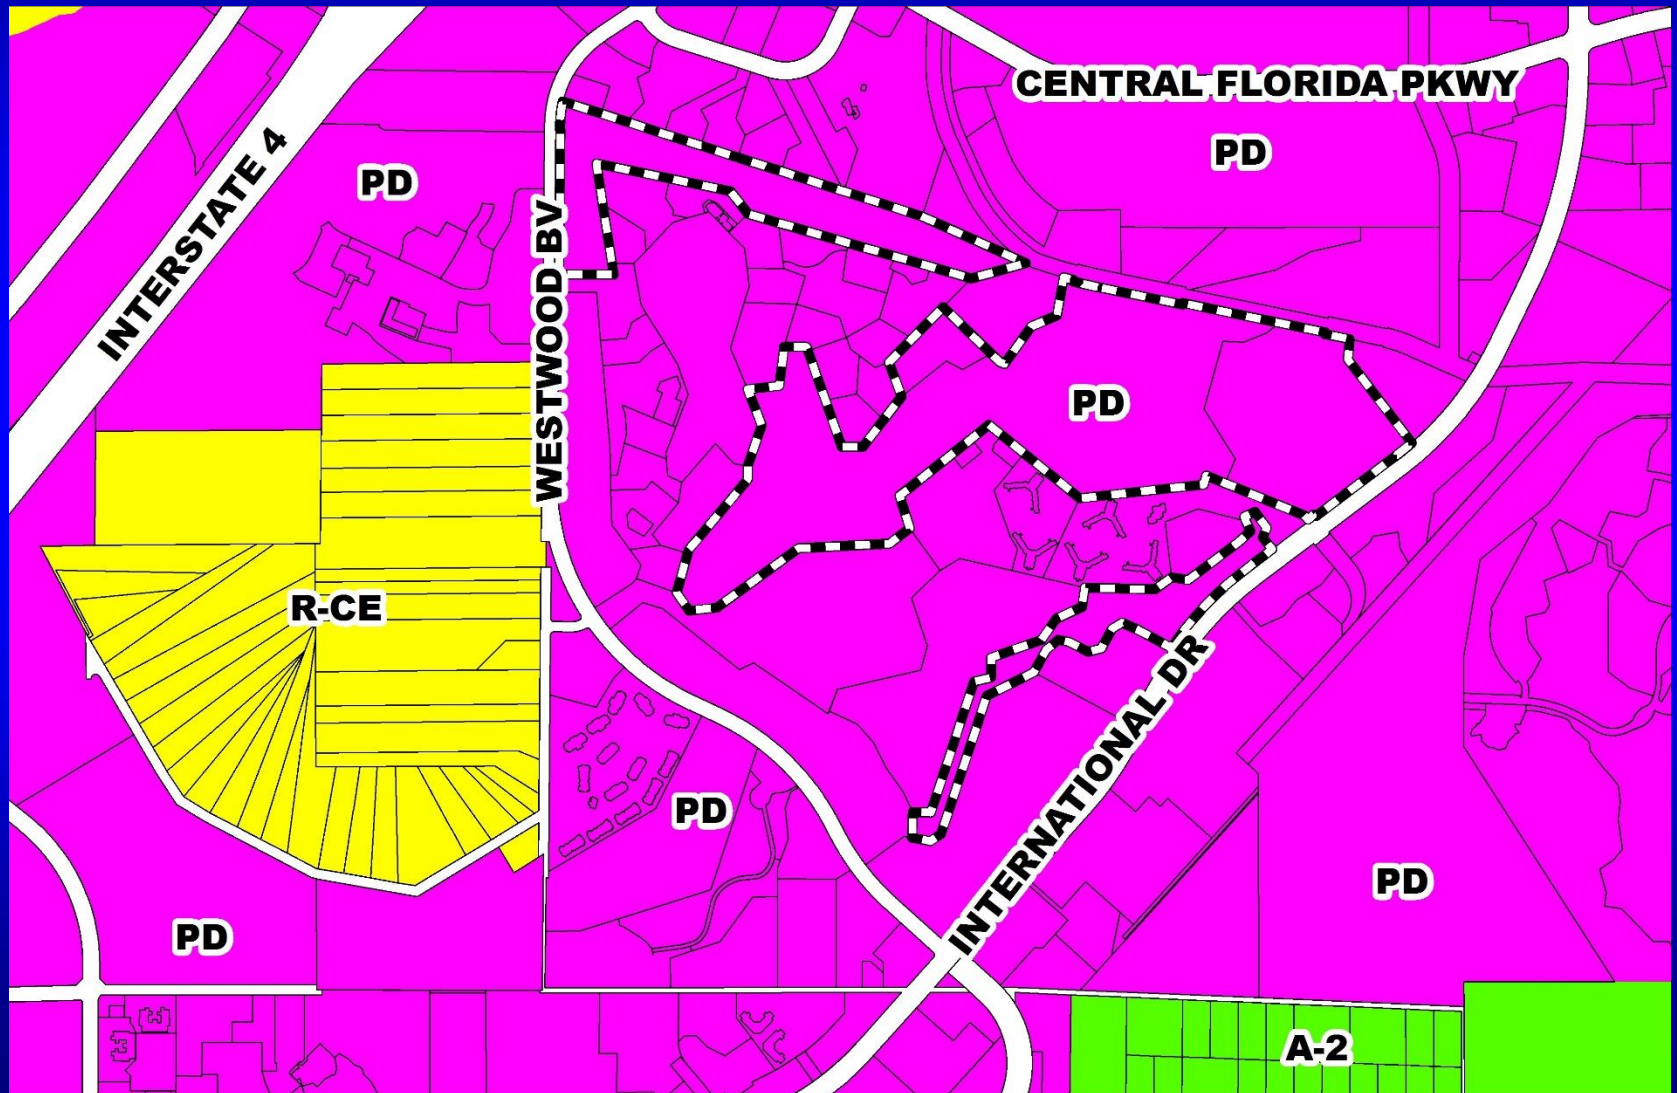 CENTRAL FLORIDA PKWY
PD
PD
INTERSTATE 4
WESTWOOD BV
PD
R-CE
INTERNATIONAL DR
PD
PD
PD
A-2